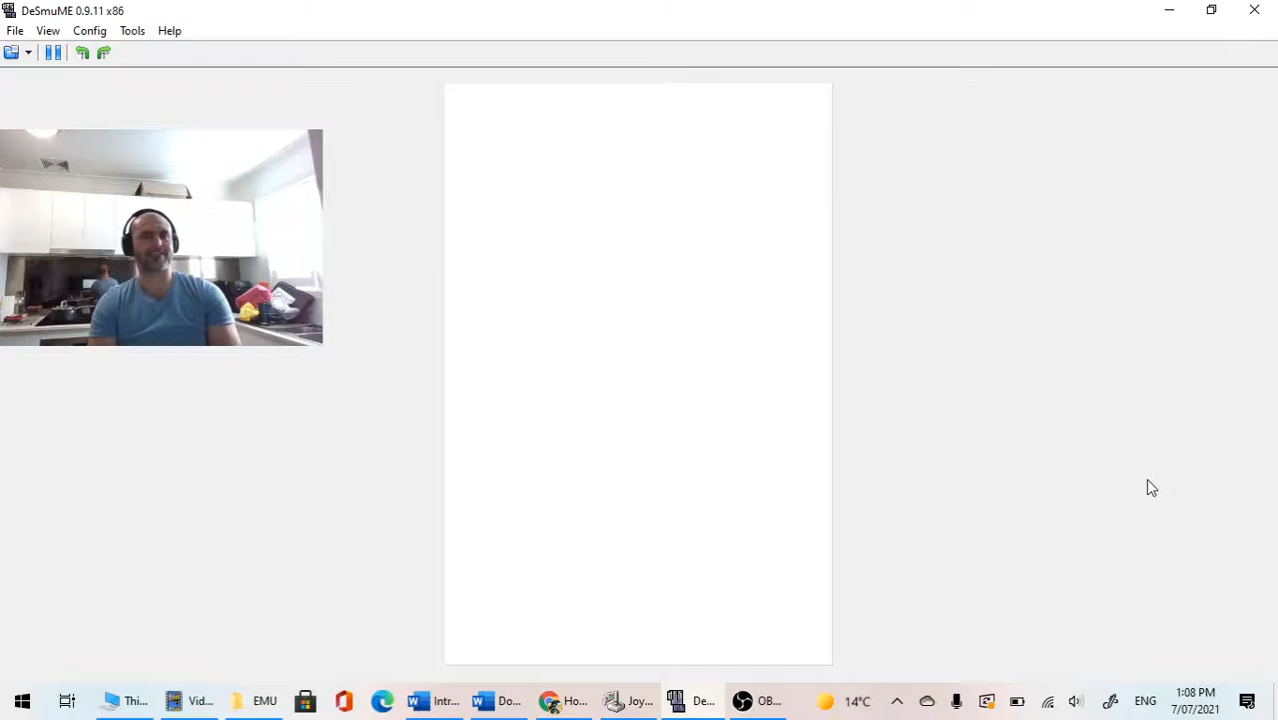 DeSmuME 0.9.11 x86
File View Config Tools Help
Thi... Vid... EMU Intr... Do... Ho... Joy... De... OB... 14°C ENG 1:08 PM
7/07/2021